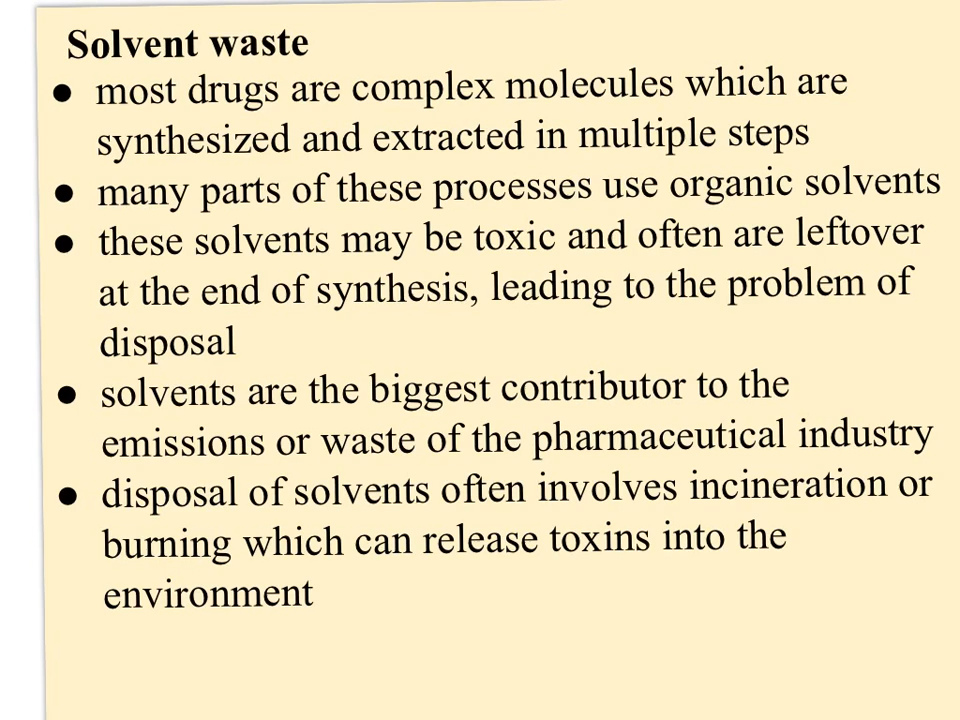 Solvent waste
● most drugs are complex molecules which are
synthesized and extracted in multiple steps
● many parts of these processes use organic solvents
● these solvents may be toxic and often are leftover
at the end of synthesis, leading to the problem of
disposal
● solvents are the biggest contributor to the
emissions or waste of the pharmaceutical industry
● disposal of solvents often involves incineration or
burning which can release toxins into the
environment